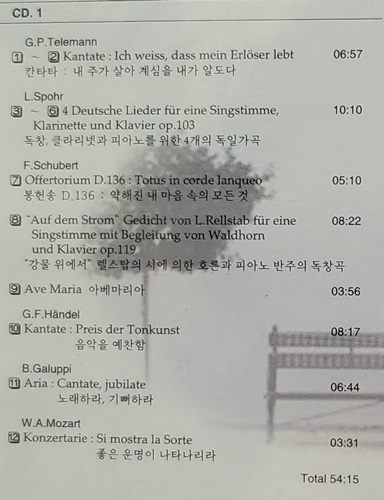 CD. 1
G.P.Telemann
1 ~ 2 Kantate : Ich weiss, dass mein Erlöser lebt 06:57
칸타타 : 내 주가 살아 계심을 내가 알도다
L.Spohr
3 ~ 6 4 Deutsche Lieder für eine Singstimme, 10:10
Klarinette und Klavier op.103
독창, 클라리넷과 피아노를 위한 4개의 독일가곡
F.Schubert
7 Offertorium D.136 : Totus in corde lanqueo 05:10
봉헌송 D.136 : 약해진 내 마음 속의 모든 것
8 "Auf dem Strom" Gedicht von L.Rellstab für eine 08:22
Singstimme mit Begleitung von Waldhorn
und Klavier op.119
"강물 위에서" 렐스탑의 시에 의한 호른과 피아노 반주의 독창곡
9 Ave Maria 아베마리아 03:56
G.F.Händel
10 Kantate : Preis der Tonkunst 08:17
음악을 예찬함
B.Galuppi
11 Aria : Cantate, jubilate 06:44
노래하라, 기뻐하라
W.A.Mozart
12 Konzertarie : Si mostra la Sorte 03:31
좋은 운명이 나타나리라
Total 54:15